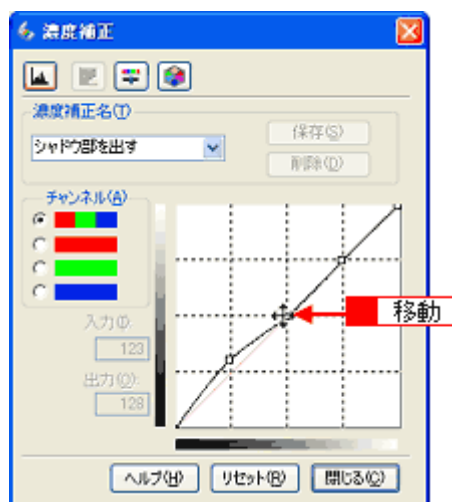 濃度補正
濃度補正名(T)
シャドウ部を出す
保存(S)
削除(D)
チャンネル(A)
入力(I):
123
出力(O):
128
移動
ヘルプ(H)
リセット(R)
閉じる(C)